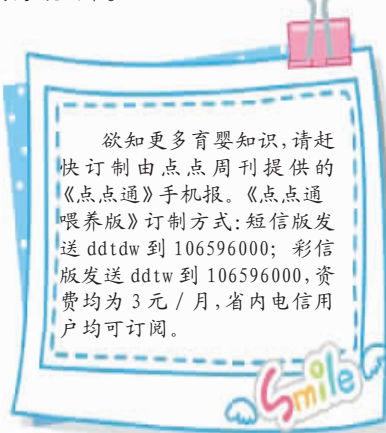 欲知更多育婴知识,请赶
快订制由点点周刊提供的
《点点通》手机报。《点点通
喂养版》订制方式:短信版发
送 ddtdw 到 106596000; 彩信
版发送 ddtw 到 106596000,资
费均为 3 元 / 月,省内电信用
户均可订阅。
Smile